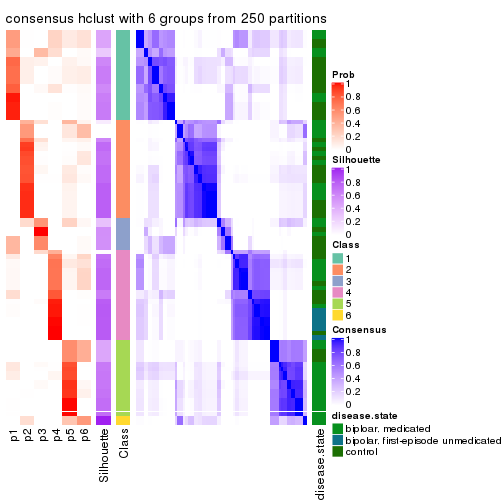 consensus hclust with 6 groups from 250 partitions
Prob
1
0.8
0.6
0.4
0.2
0
Silhouette
1
0.8
0.6
0.4
0.2
0
Class
1
2
3
4
5
6
Consensus
1
0.8
0.6
0.4
0.2
0
disease.state
biploar. medicated
bipolar. first-episode unmedicated
control
p1
p2
p3
p4
p5
p6
Silhouette
Class
disease.state